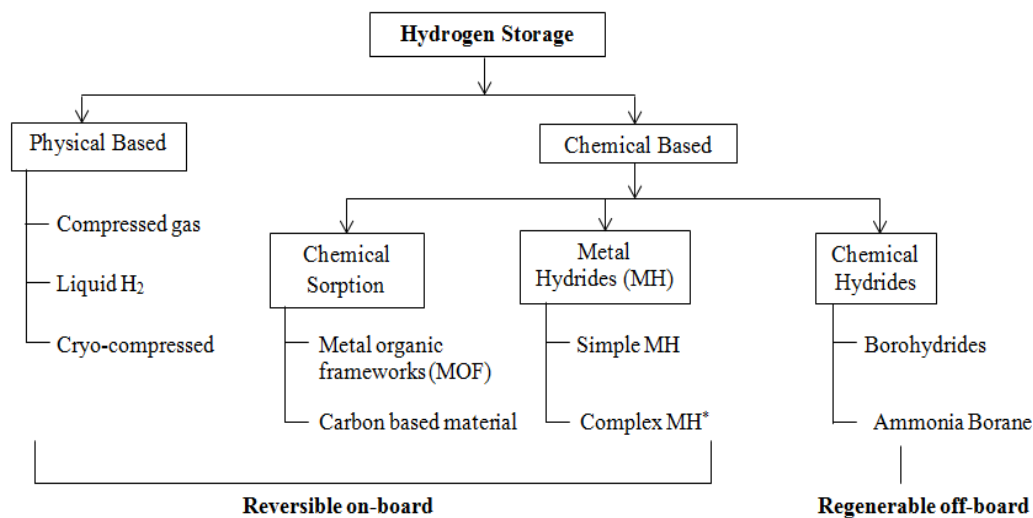 Hydrogen Storage
Physical Based
Chemical Based
Compressed gas
Liquid H₂
Cryo-compressed
Chemical
Sorption
Metal
Hydrides (MH)
Chemical
Hydrides
Metal organic
frameworks (MOF)
Carbon based material
Simple MH
Complex MH*
Borohydrides
Ammonia Borane
Reversible on-board
Regenerable off-board